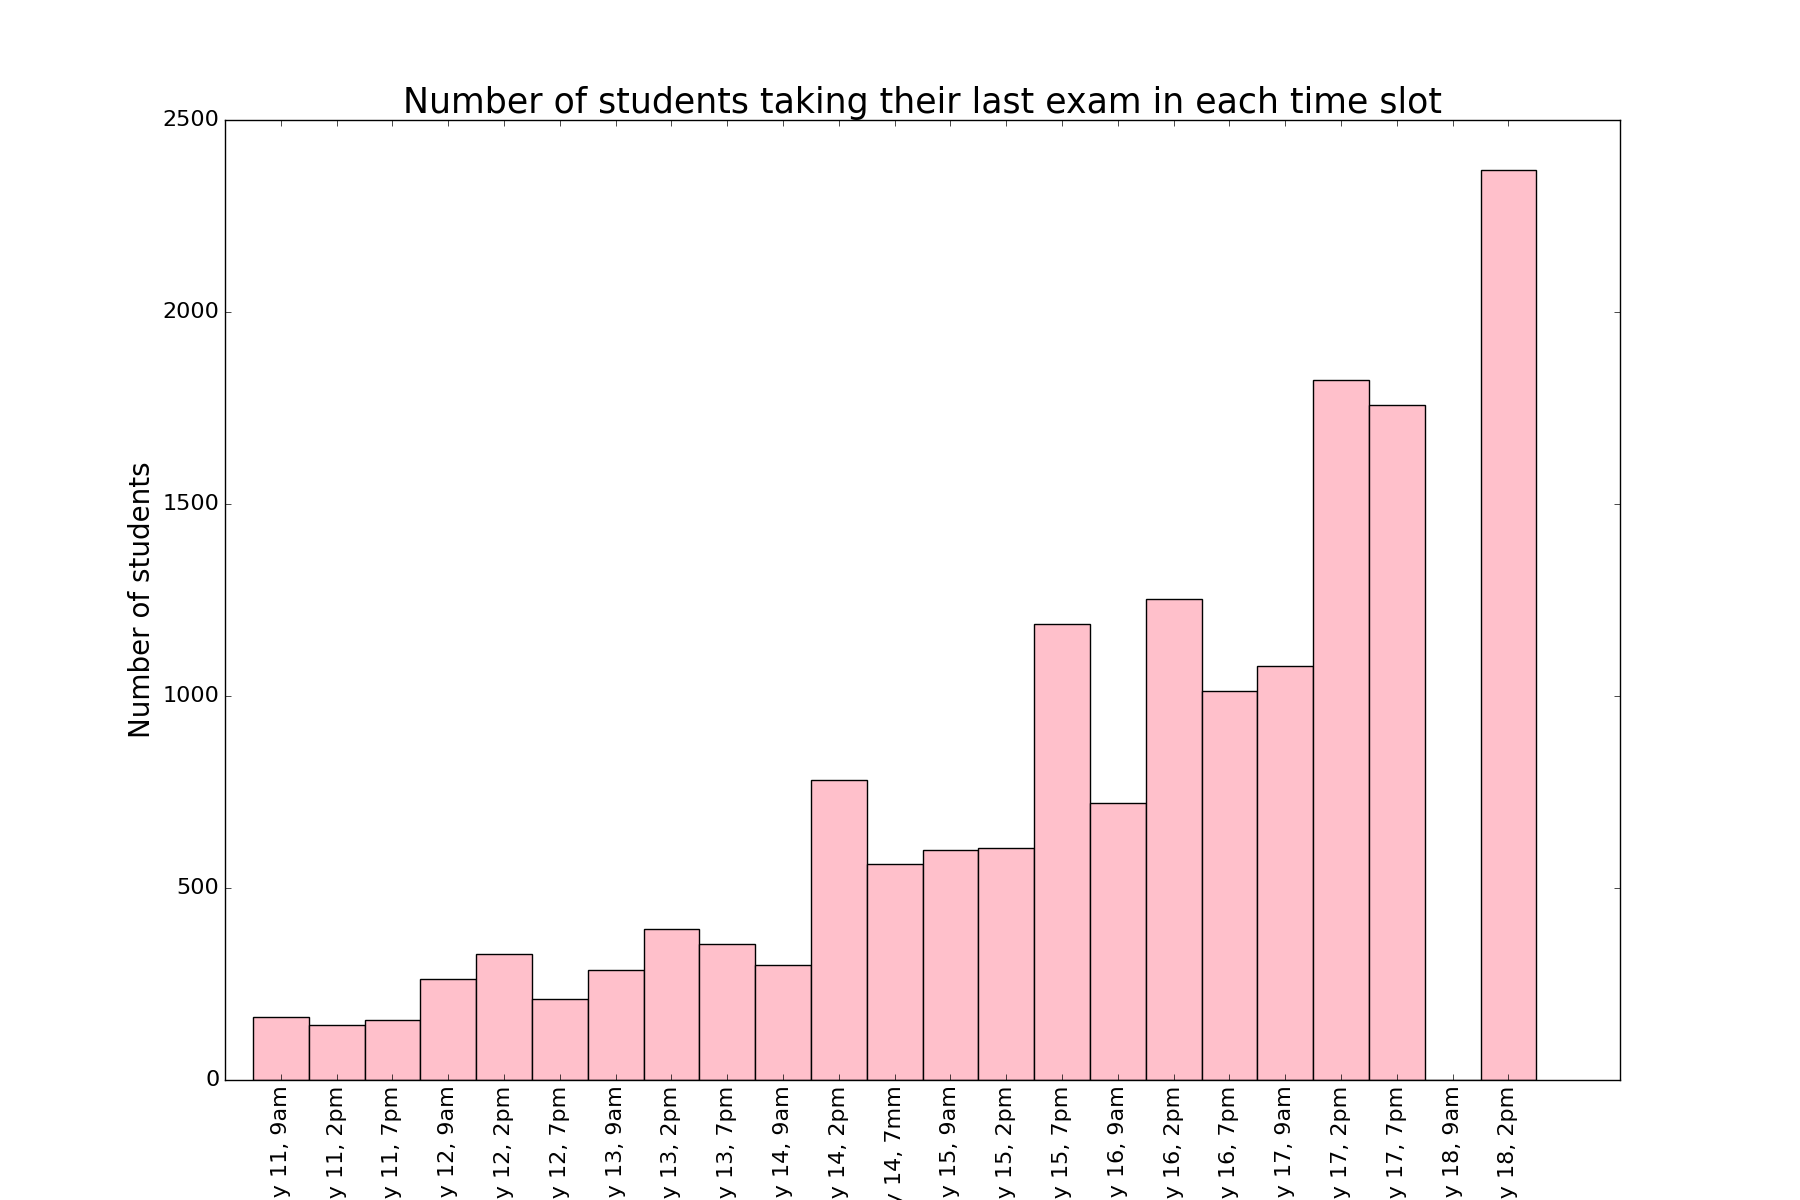 Number of students taking their last exam in each time slot
Number of students
2500
2000
1500
1000
500
0
y 11, 9am
y 11, 2pm
y 11, 7pm
y 12, 9am
y 12, 2pm
y 12, 7pm
y 13, 9am
y 13, 2pm
y 13, 7pm
y 14, 9am
y 14, 2pm
y 14, 7mm
y 15, 9am
y 15, 2pm
y 15, 7pm
y 16, 9am
y 16, 2pm
y 16, 7pm
y 17, 9am
y 17, 2pm
y 17, 7pm
y 18, 9am
y 18, 2pm